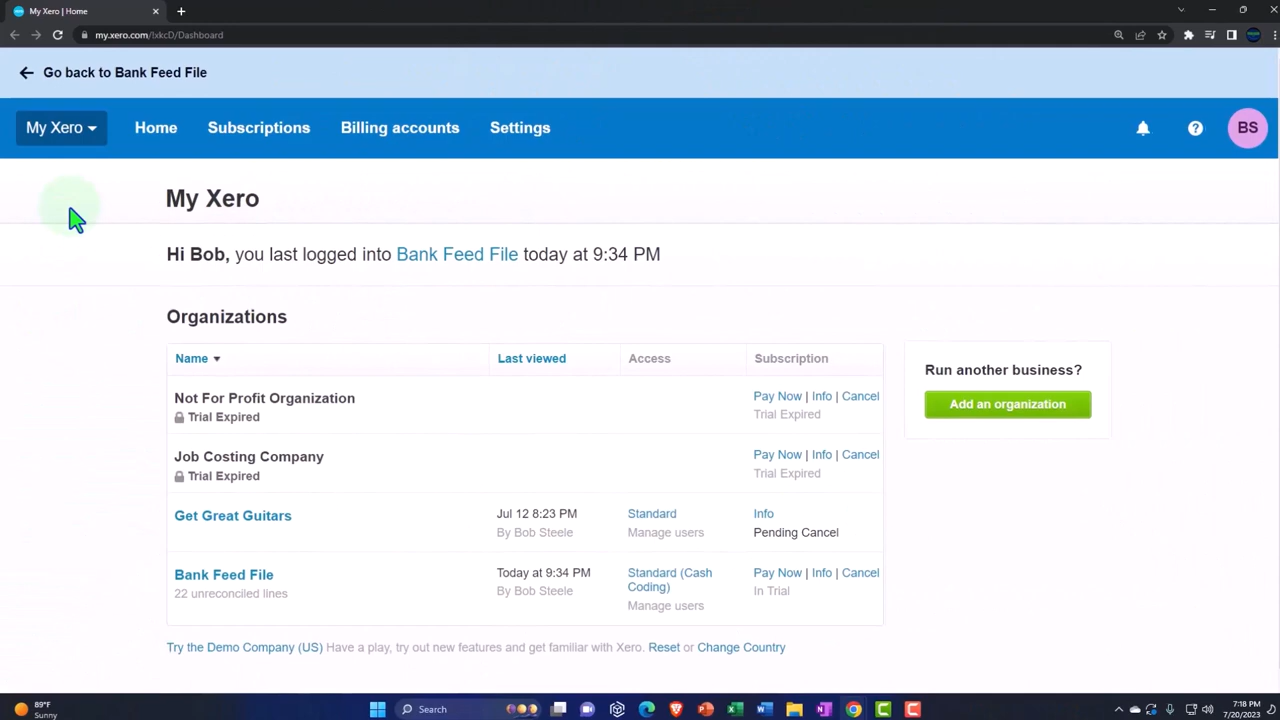 My Xero | Home
my.xero.com/!xkcD/Dashboard
Go back to Bank Feed File
My Xero Home Subscriptions Billing accounts Settings BS
My Xero
Hi Bob, you last logged into Bank Feed File today at 9:34 PM
Organizations
Name Last viewed Access Subscription
Not For Profit Organization Pay Now | Info | Cancel
Trial Expired Trial Expired
Job Costing Company Pay Now | Info | Cancel
Trial Expired Trial Expired
Get Great Guitars Jul 12 8:23 PM Standard Info
By Bob Steele Manage users Pending Cancel
Bank Feed File Today at 9:34 PM Standard (Cash Coding) Pay Now | Info | Cancel
22 unreconciled lines By Bob Steele Manage users In Trial
Run another business?
Add an organization
Try the Demo Company (US) Have a play, try out new features and get familiar with Xero. Reset or Change Country
89°F
Sunny
Search
7:18 PM
7/20/2023